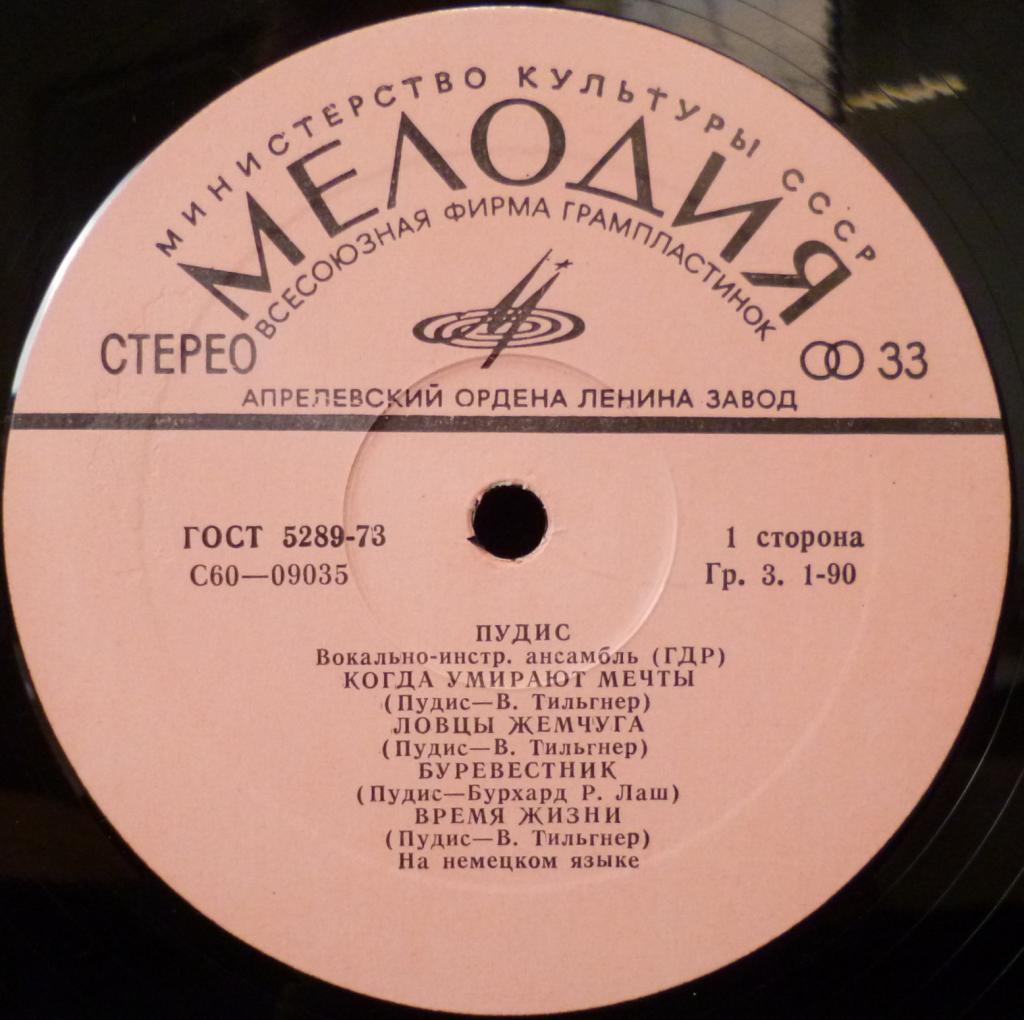 МИНИСТЕРСТВО КУЛЬТУРЫ СССР
МЕЛОДИЯ
ВСЕСОЮЗНАЯ ФИРМА ГРАМПЛАСТИНОК
СТЕРЕО
33
АПРЕЛЕВСКИЙ ОРДЕНА ЛЕНИНА ЗАВОД
ГОСТ 5289-73
1 сторона
С60—09035
Гр. 3. 1-90
ПУДИС
Вокально-инстр. ансамбль (ГДР)
КОГДА УМИРАЮТ МЕЧТЫ
(Пудис—В. Тильгнер)
ЛОВЦЫ ЖЕМЧУГА
(Пудис—В. Тильгнер)
БУРЕВЕСТНИК
(Пудис—Бурхард Р. Лаш)
ВРЕМЯ ЖИЗНИ
(Пудис—В. Тильгнер)
На немецком языке